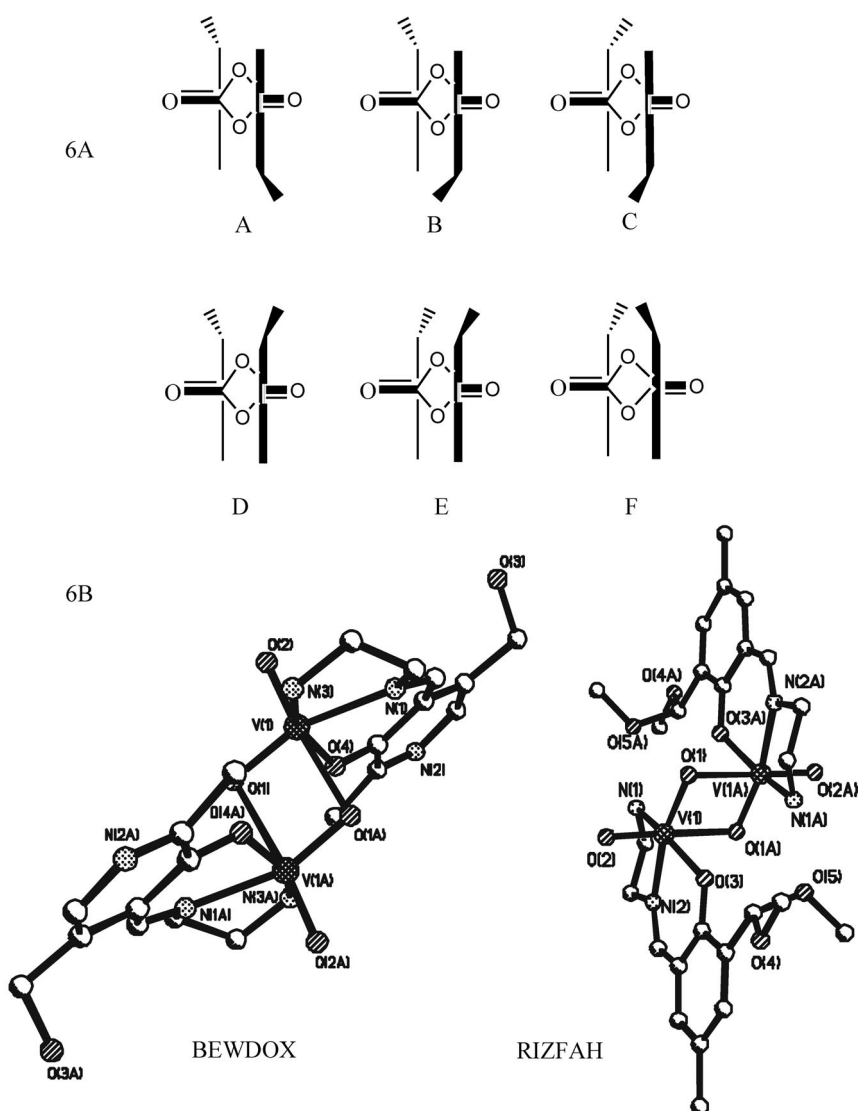 O
O
O
O
O
O
O
O
O
O
O
O
6A
A
B
C
O
O
O
O
O
O
O
O
O
O
O
O
D
E
F
6B
O(3)
O(2)
N(3)
N(1)
V(1)
O(4)
N(2)
O(1)
O(4A)
O(1A)
N(2A)
V(1A)
N(3A)
N(1A)
O(2A)
O(3A)
BEWDOX
O(4A)
N(2A)
O(3A)
O(5A)
O(1)
V(1A)
O(2A)
N(1)
N(1A)
V(1)
O(2)
O(1A)
O(3)
O(5)
N(2)
O(4)
RIZFAH